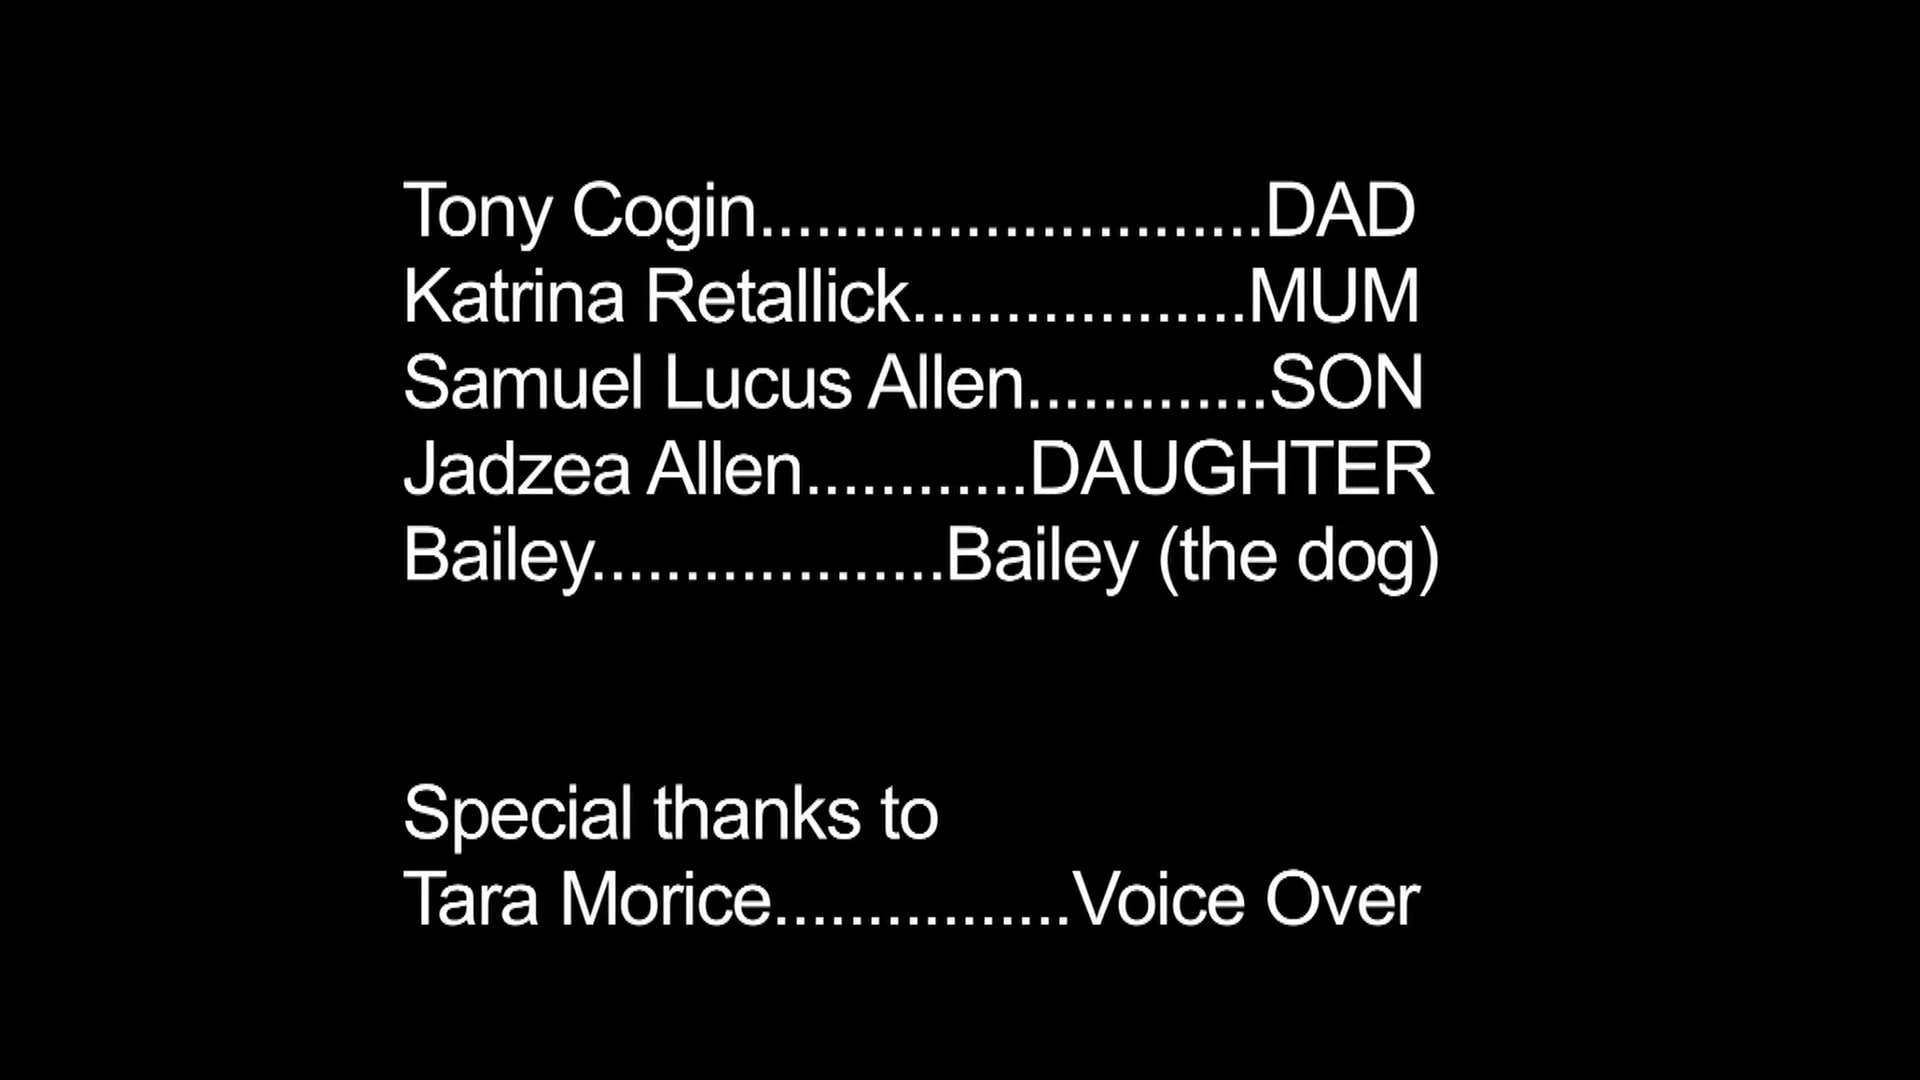 Tony Cogin...........................DAD
Katrina Retallick..................MUM
Samuel Lucus Allen.............SON
Jadzea Allen............DAUGHTER
Bailey...................Bailey (the dog)
Special thanks to
Tara Morice................Voice Over